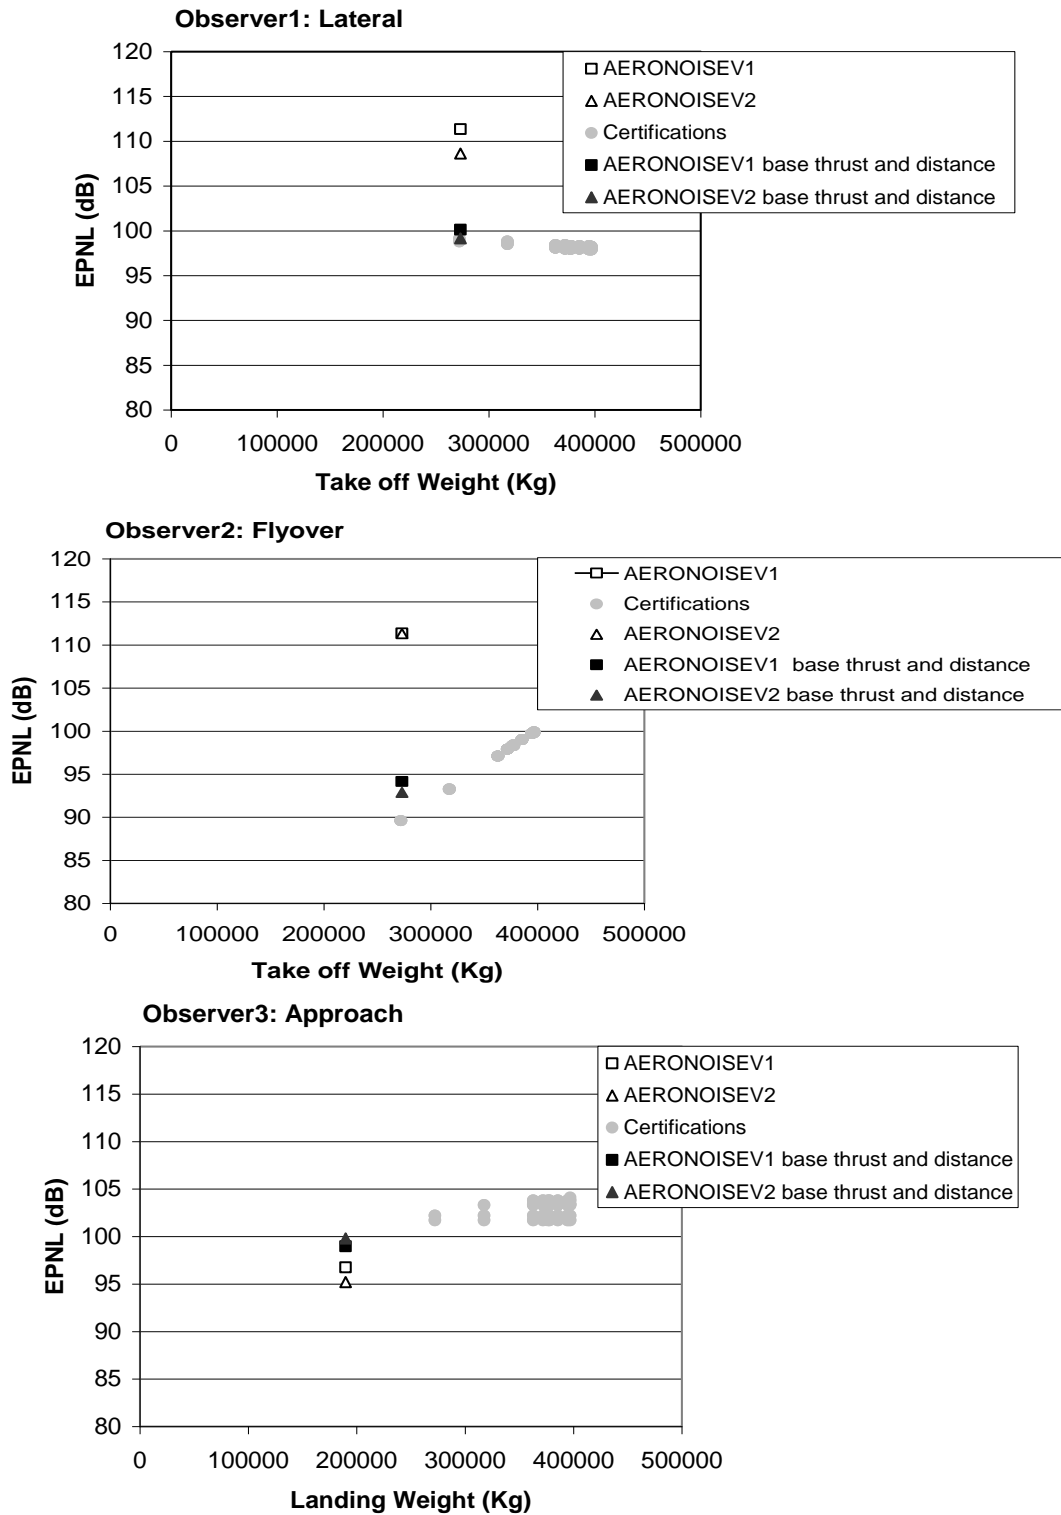 Observer1: Lateral
120
115
110
105
100
95
90
85
80
EPNL (dB)
AERONOISEV1
AERONOISEV2
Certifications
AERONOISEV1 base thrust and distance
AERONOISEV2 base thrust and distance
0 100000 200000 300000 400000 500000
Take off Weight (Kg)
Observer2: Flyover
120
115
110
105
100
95
90
85
80
EPNL (dB)
AERONOISEV1
Certifications
AERONOISEV2
AERONOISEV1 base thrust and distance
AERONOISEV2 base thrust and distance
0 100000 200000 300000 400000 500000
Take off Weight (Kg)
Observer3: Approach
120
115
110
105
100
95
90
85
80
EPNL (dB)
AERONOISEV1
AERONOISEV2
Certifications
AERONOISEV1 base thrust and distance
AERONOISEV2 base thrust and distance
0 100000 200000 300000 400000 500000
Landing Weight (Kg)